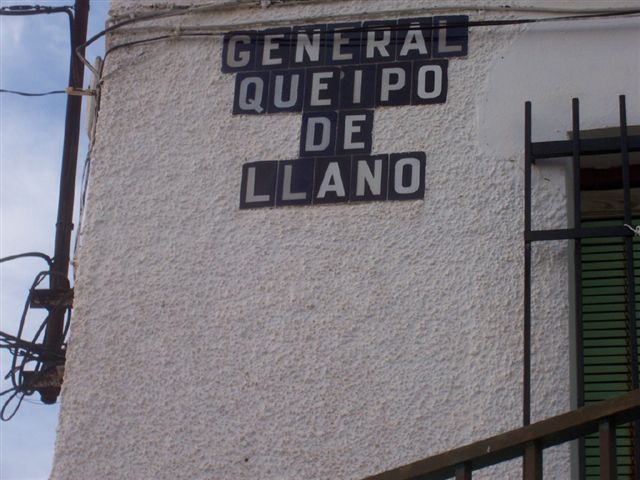 GENERAL
QUEIPO
DE
LLANO